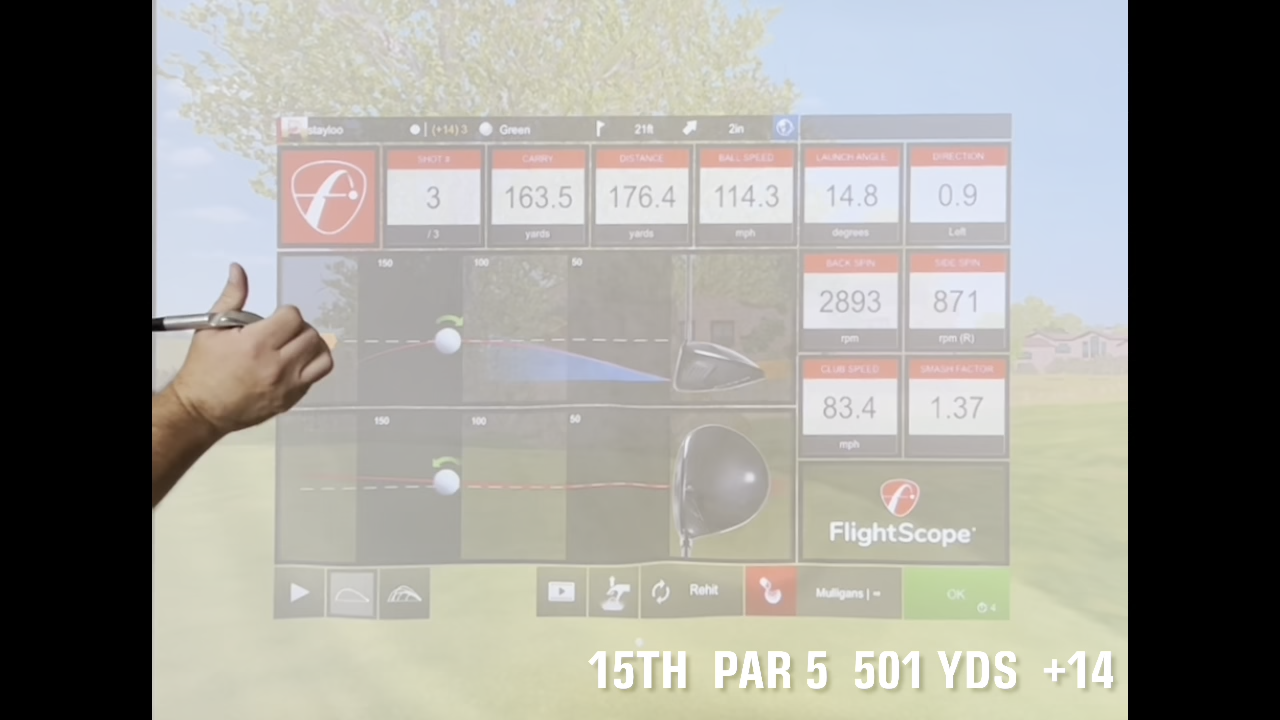 stayloo (+14) 3 Green 21ft 2in
SHOT # CARRY DISTANCE BALL SPEED LAUNCH ANGLE DIRECTION
3 163.5 176.4 114.3 14.8 0.9
/ 3 yards yards mph degrees Left
150 100 50
BACK SPIN SIDE SPIN
2893 871
rpm rpm (R)
CLUB SPEED SMASH FACTOR
83.4 1.37
mph
150 100 50
FlightScope
Rehit Mulligans | ∞ OK
4
15TH PAR 5 501 YDS +14